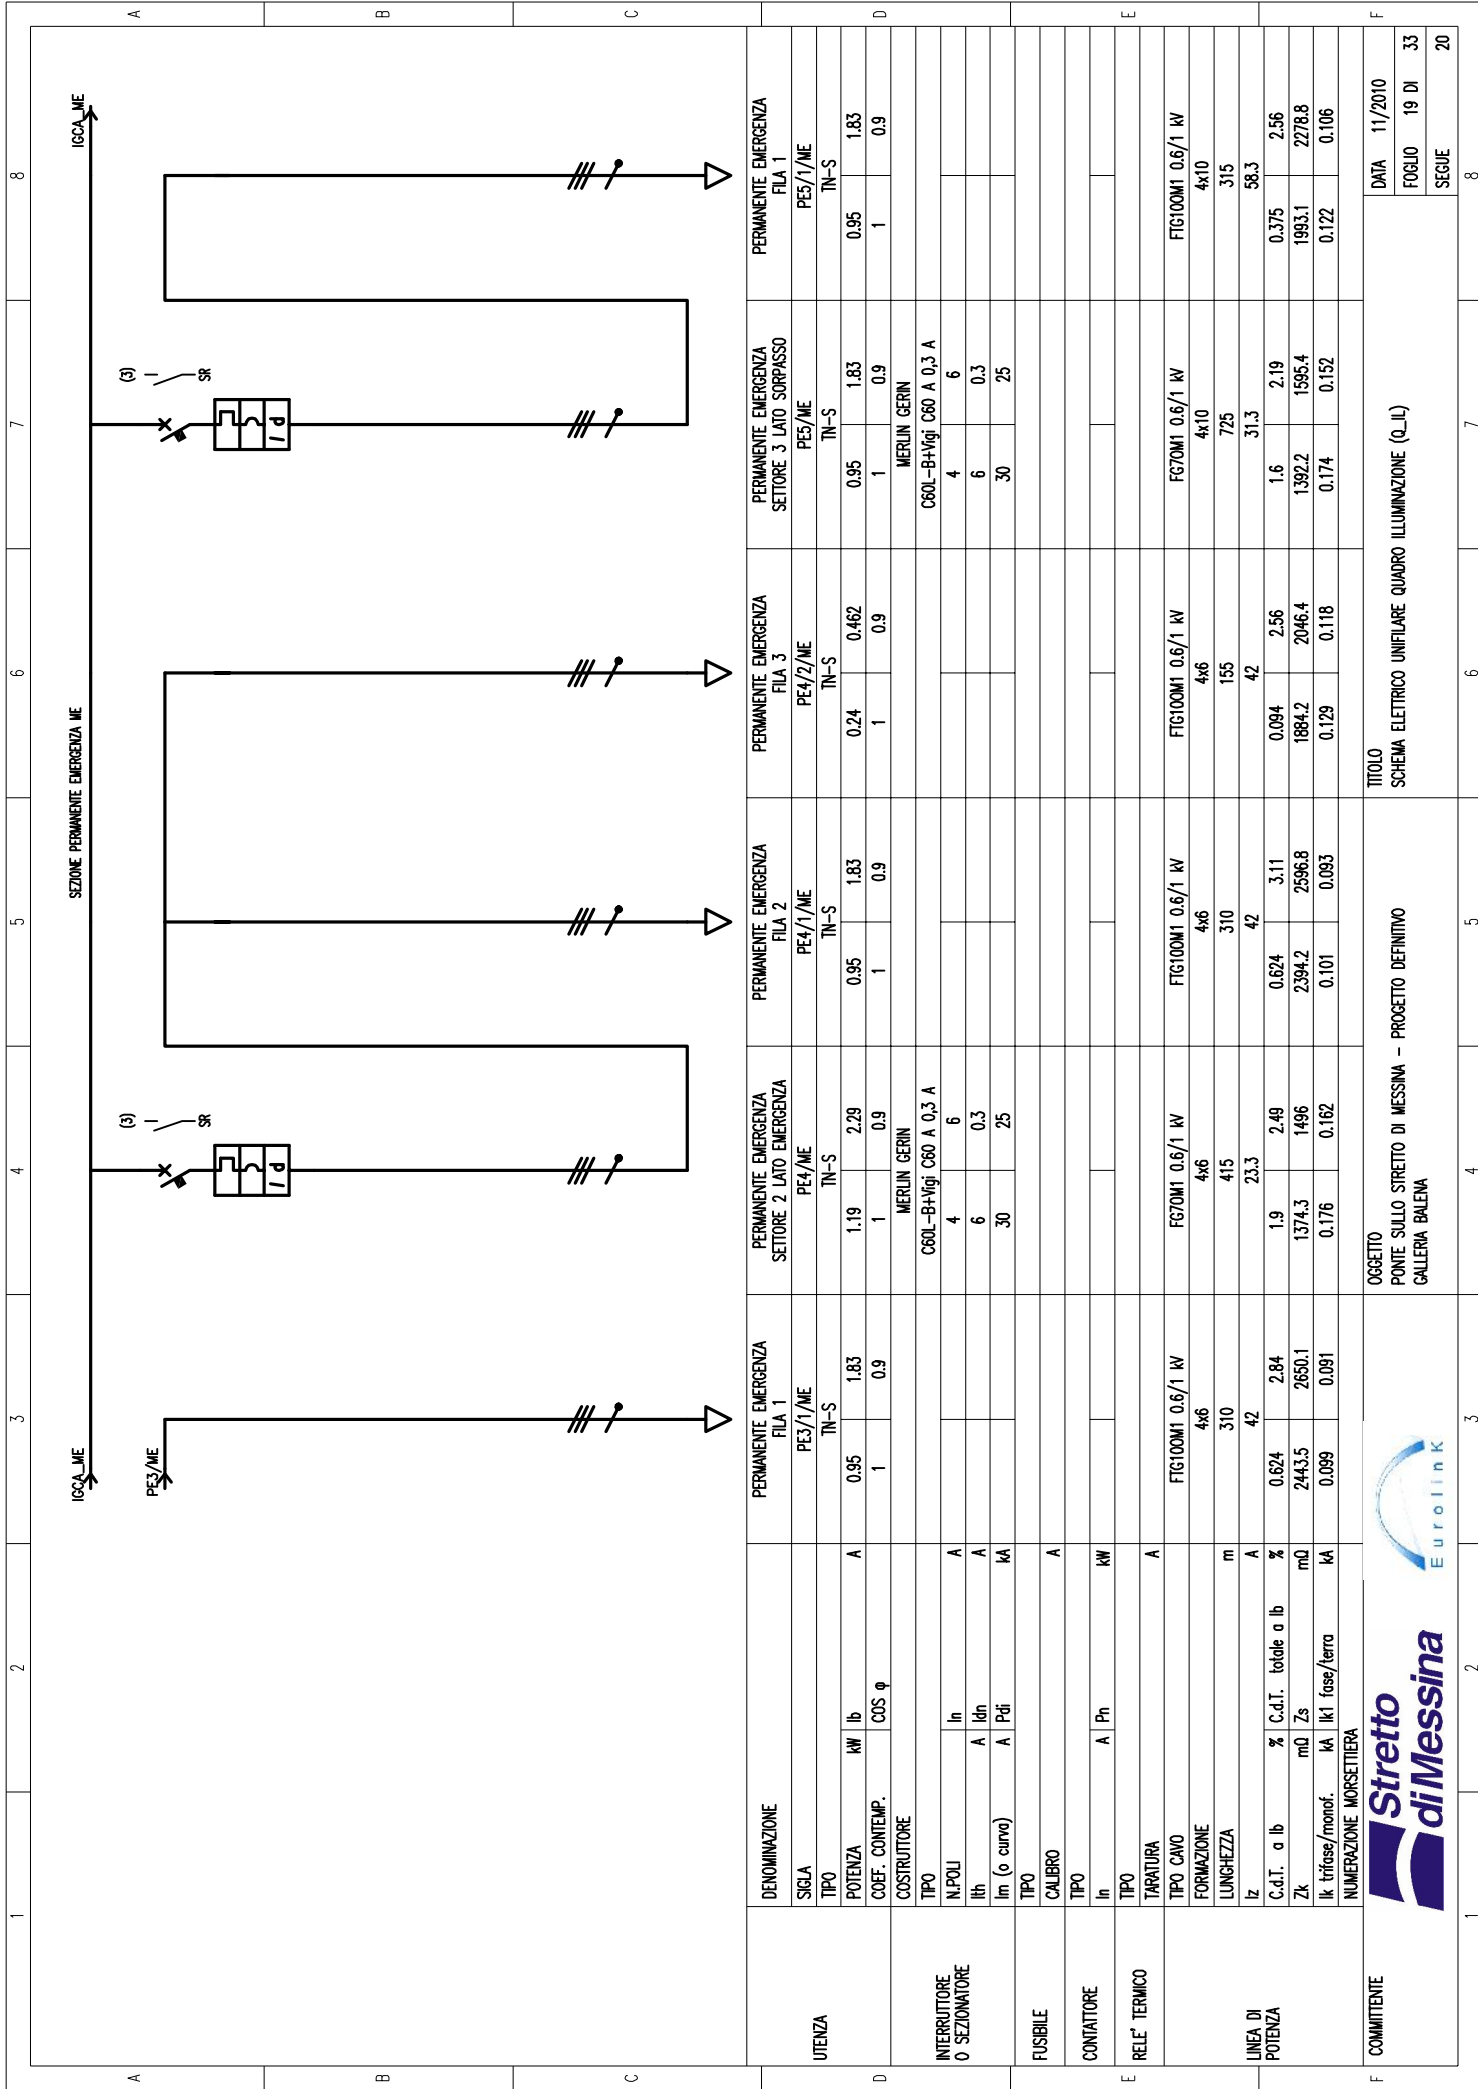 1 2 3 4 5 6 7 8
A
B
C
D
E
F
SEZIONE PERMANENTE EMERGENZA ME
IGCA_ME IGCA_ME
PE3/ME
(3) SR
(3) SR
Id
Id
DENOMINAZIONE PERMANENTE EMERGENZA PERMANENTE EMERGENZA PERMANENTE EMERGENZA PERMANENTE EMERGENZA PERMANENTE EMERGENZA PERMANENTE EMERGENZA
FILA 1 SETTORE 2 LATO EMERGENZA FILA 2 FILA 3 SETTORE 3 LATO SORPASSO FILA 1
UTENZA
SIGLA PE3/1/ME PE4/ME PE4/1/ME PE4/2/ME PE5/ME PE5/1/ME
TIPO TN-S TN-S TN-S TN-S TN-S TN-S
POTENZA kW Ib A 0.95 1.83 1.19 2.29 0.95 1.83 0.24 0.462 0.95 1.83 0.95 1.83
COEF. CONTEMP. COS φ 1 0.9 1 0.9 1 0.9 1 0.9 1 0.9 1 0.9
INTERRUTTORE
O SEZIONATORE
COSTRUTTORE MERLIN GERIN MERLIN GERIN
TIPO C60L-B+Vigi C60 A 0,3 A C60L-B+Vigi C60 A 0,3 A
N.POLI In A 4 6 4 6
Ith A Idn A 6 0.3 6 0.3
Im (o curva) A Pdi kA 30 25 30 25
FUSIBILE
TIPO
CALIBRO A
CONTATTORE
TIPO
In A Pn kW
RELE' TERMICO
TIPO
TARATURA A
LINEA DI
POTENZA
TIPO CAVO FTG10OM1 0.6/1 kV FG7OM1 0.6/1 kV FTG10OM1 0.6/1 kV FTG10OM1 0.6/1 kV FG7OM1 0.6/1 kV FTG10OM1 0.6/1 kV
FORMAZIONE 4x6 4x6 4x6 4x6 4x10 4x10
LUNGHEZZA m 310 415 310 155 725 315
Iz A 42 23.3 42 42 31.3 58.3
C.d.T. a Ib % C.d.T. totale a Ib % 0.624 2.84 1.9 2.49 0.624 3.11 0.094 2.56 1.6 2.19 0.375 2.56
Zk mΩ Zs mΩ 2443.5 2650.1 1374.3 1496 2394.2 2596.8 1884.2 2046.4 1392.2 1595.4 1993.1 2278.8
Ik trifase/monof. kA Ik1 fase/terra kA 0.099 0.091 0.176 0.162 0.101 0.093 0.129 0.118 0.174 0.152 0.122 0.106
NUMERAZIONE MORSETTIERA
COMMITTENTE
Stretto
di Messina
Eurolink
OGGETTO
PONTE SULLO STRETTO DI MESSINA - PROGETTO DEFINITIVO
GALLERIA BALENA
TITOLO
SCHEMA ELETTRICO UNIFILARE QUADRO ILLUMINAZIONE (Q_IL)
DATA 11/2010
FOGLIO 19 DI 33
SEGUE 20
A
B
C
D
E
F
1 2 3 4 5 6 7 8